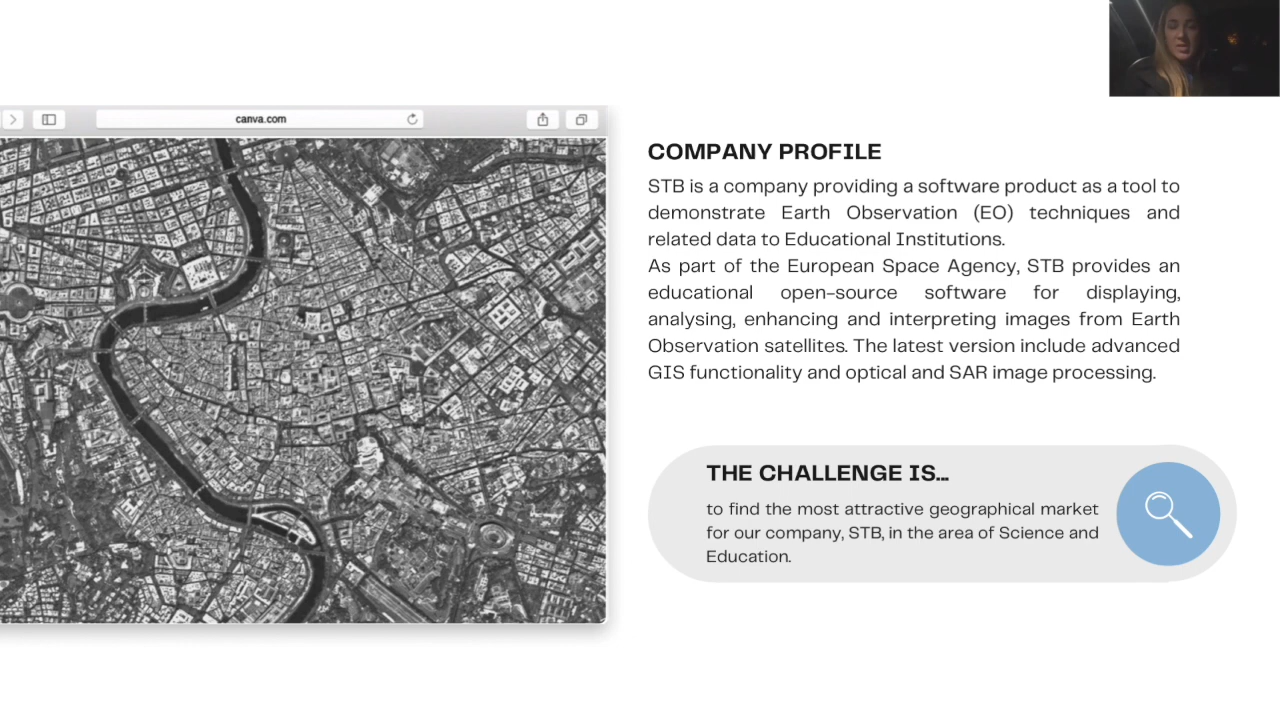 canva.com
COMPANY PROFILE
STB is a company providing a software product as a tool to
demonstrate Earth Observation (EO) techniques and
related data to Educational Institutions.
As part of the European Space Agency, STB provides an
educational open-source software for displaying,
analysing, enhancing and interpreting images from Earth
Observation satellites. The latest version include advanced
GIS functionality and optical and SAR image processing.
THE CHALLENGE IS...
to find the most attractive geographical market
for our company, STB, in the area of Science and
Education.